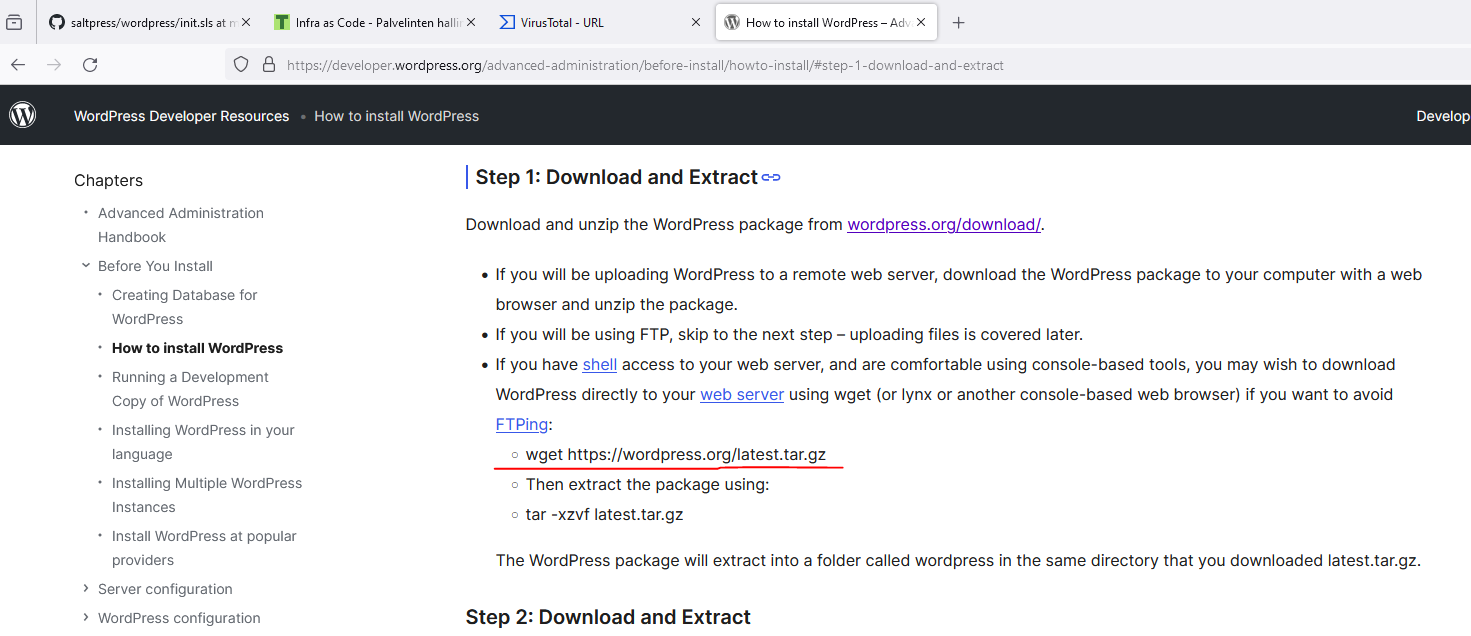 saltpress/wordpress/init.sls at m
Infra as Code - Palvelinten halli
VirusTotal - URL
How to install WordPress – Adv
https://developer.wordpress.org/advanced-administration/before-install/howto-install/#step-1-download-and-extract
WordPress Developer Resources • How to install WordPress
Develop
Chapters
Advanced Administration
Handbook
Before You Install
Creating Database for
WordPress
How to install WordPress
Running a Development
Copy of WordPress
Installing WordPress in your
language
Installing Multiple WordPress
Instances
Install WordPress at popular
providers
Server configuration
WordPress configuration
Step 1: Download and Extract
Download and unzip the WordPress package from wordpress.org/download/.
• If you will be uploading WordPress to a remote web server, download the WordPress package to your computer with a web
browser and unzip the package.
• If you will be using FTP, skip to the next step – uploading files is covered later.
• If you have shell access to your web server, and are comfortable using console-based tools, you may wish to download
WordPress directly to your web server using wget (or lynx or another console-based web browser) if you want to avoid
FTPing:
○ wget https://wordpress.org/latest.tar.gz
○ Then extract the package using:
○ tar -xzvf latest.tar.gz
The WordPress package will extract into a folder called wordpress in the same directory that you downloaded latest.tar.gz.
Step 2: Download and Extract